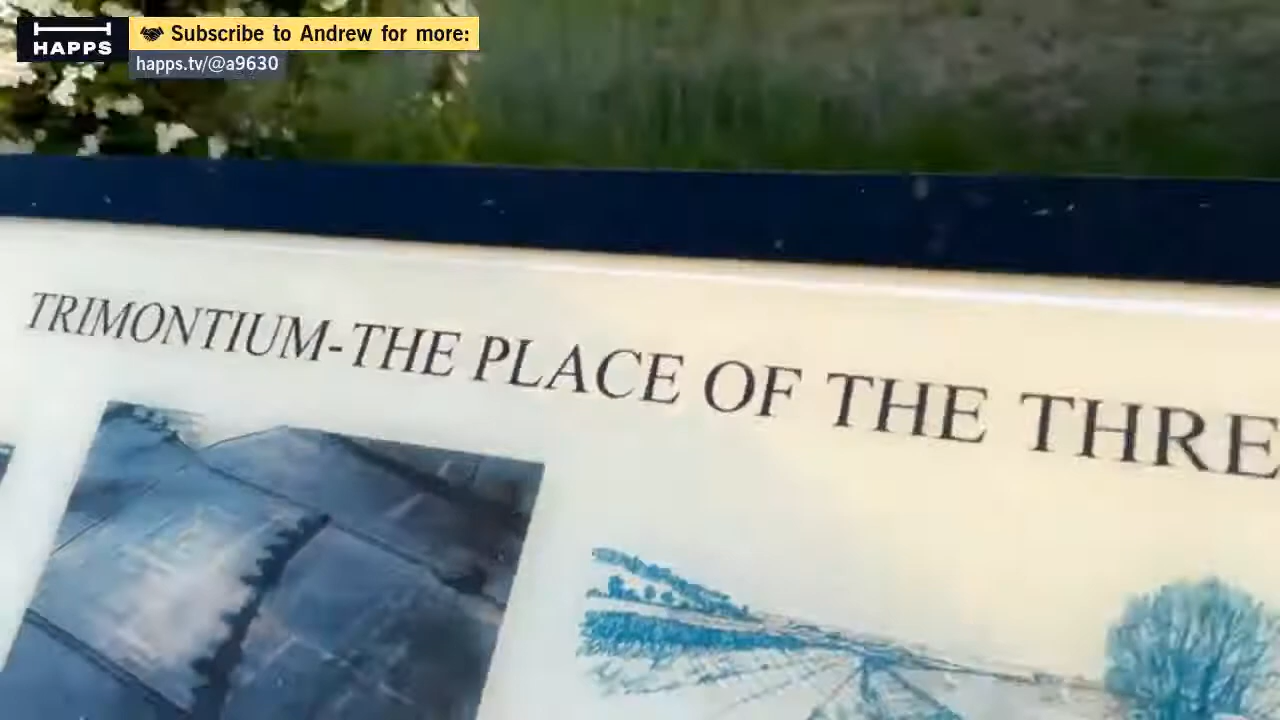 HAPPS
Subscribe to Andrew for more:
happs.tv/@a9630
TRIMONTIUM-THE PLACE OF THE THRE